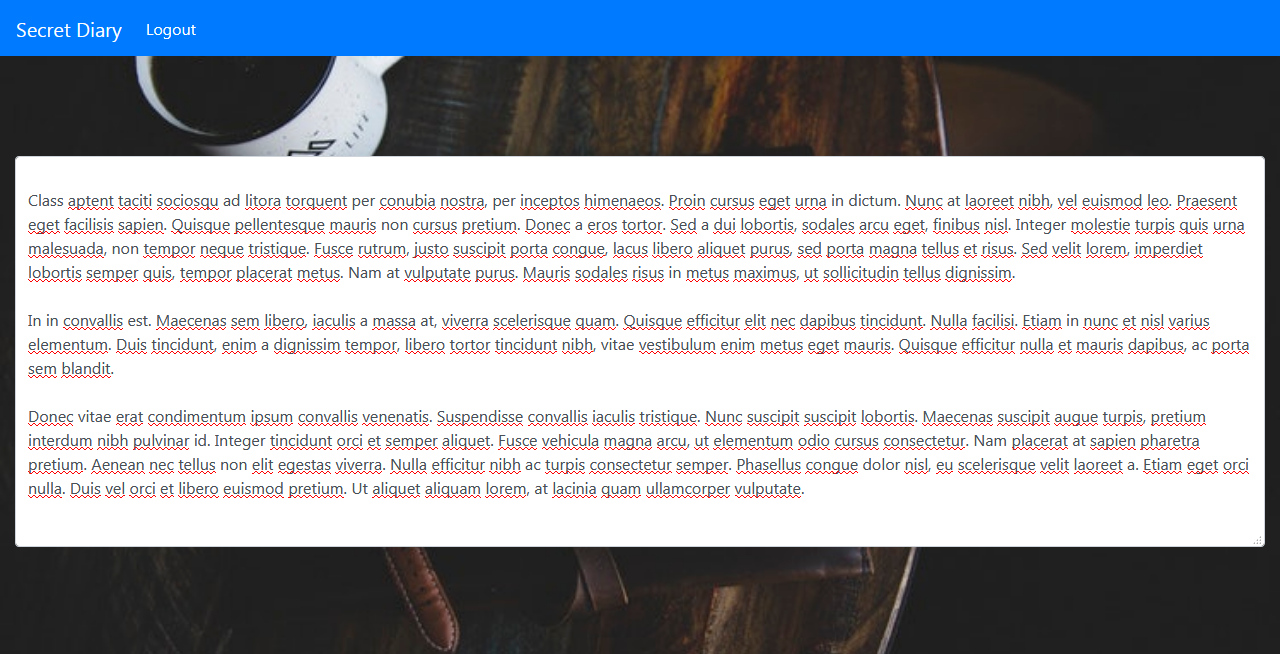 Secret Diary Logout
LIFE
Class aptent taciti sociosqu ad litora torquent per conubia nostra, per inceptos himenaeos. Proin cursus eget urna in dictum. Nunc at laoreet nibh, vel euismod leo. Praesent
eget facilisis sapien. Quisque pellentesque mauris non cursus pretium. Donec a eros tortor. Sed a dui lobortis, sodales arcu eget, finibus nisl. Integer molestie turpis quis urna
malesuada, non tempor neque tristique. Fusce rutrum, justo suscipit porta congue, lacus libero aliquet purus, sed porta magna tellus et risus. Sed velit lorem, imperdiet
lobortis semper quis, tempor placerat metus. Nam at vulputate purus. Mauris sodales risus in metus maximus, ut sollicitudin tellus dignissim.
In in convallis est. Maecenas sem libero, iaculis a massa at, viverra scelerisque quam. Quisque efficitur elit nec dapibus tincidunt. Nulla facilisi. Etiam in nunc et nisl varius
elementum. Duis tincidunt, enim a dignissim tempor, libero tortor tincidunt nibh, vitae vestibulum enim metus eget mauris. Quisque efficitur nulla et mauris dapibus, ac porta
sem blandit.
Donec vitae erat condimentum ipsum convallis venenatis. Suspendisse convallis iaculis tristique. Nunc suscipit suscipit lobortis. Maecenas suscipit augue turpis, pretium
interdum nibh pulvinar id. Integer tincidunt orci et semper aliquet. Fusce vehicula magna arcu, ut elementum odio cursus consectetur. Nam placerat at sapien pharetra
pretium. Aenean nec tellus non elit egestas viverra. Nulla efficitur nibh ac turpis consectetur semper. Phasellus congue dolor nisl, eu scelerisque velit laoreet a. Etiam eget orci
nulla. Duis vel orci et libero euismod pretium. Ut aliquet aliquam lorem, at lacinia quam ullamcorper vulputate.